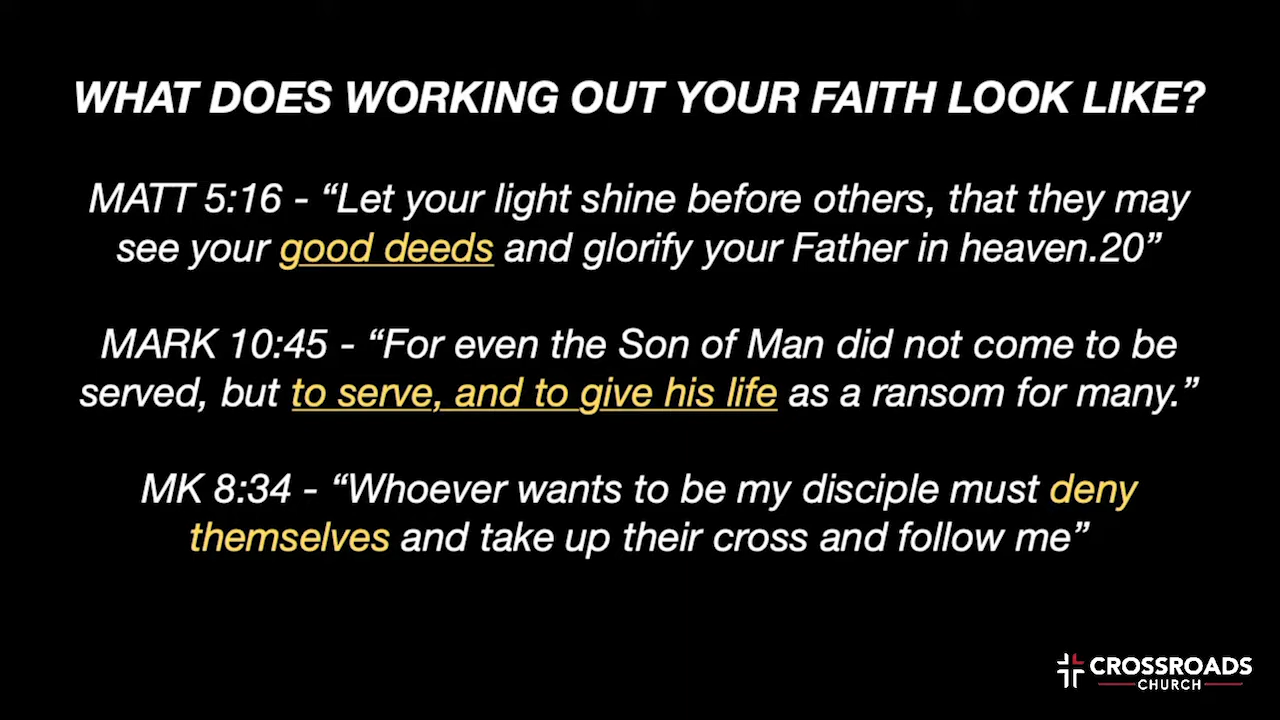 WHAT DOES WORKING OUT YOUR FAITH LOOK LIKE?
MATT 5:16 - “Let your light shine before others, that they may
see your good deeds and glorify your Father in heaven.20”
MARK 10:45 - “For even the Son of Man did not come to be
served, but to serve, and to give his life as a ransom for many.”
MK 8:34 - “Whoever wants to be my disciple must deny
themselves and take up their cross and follow me”
CROSSROADS
CHURCH